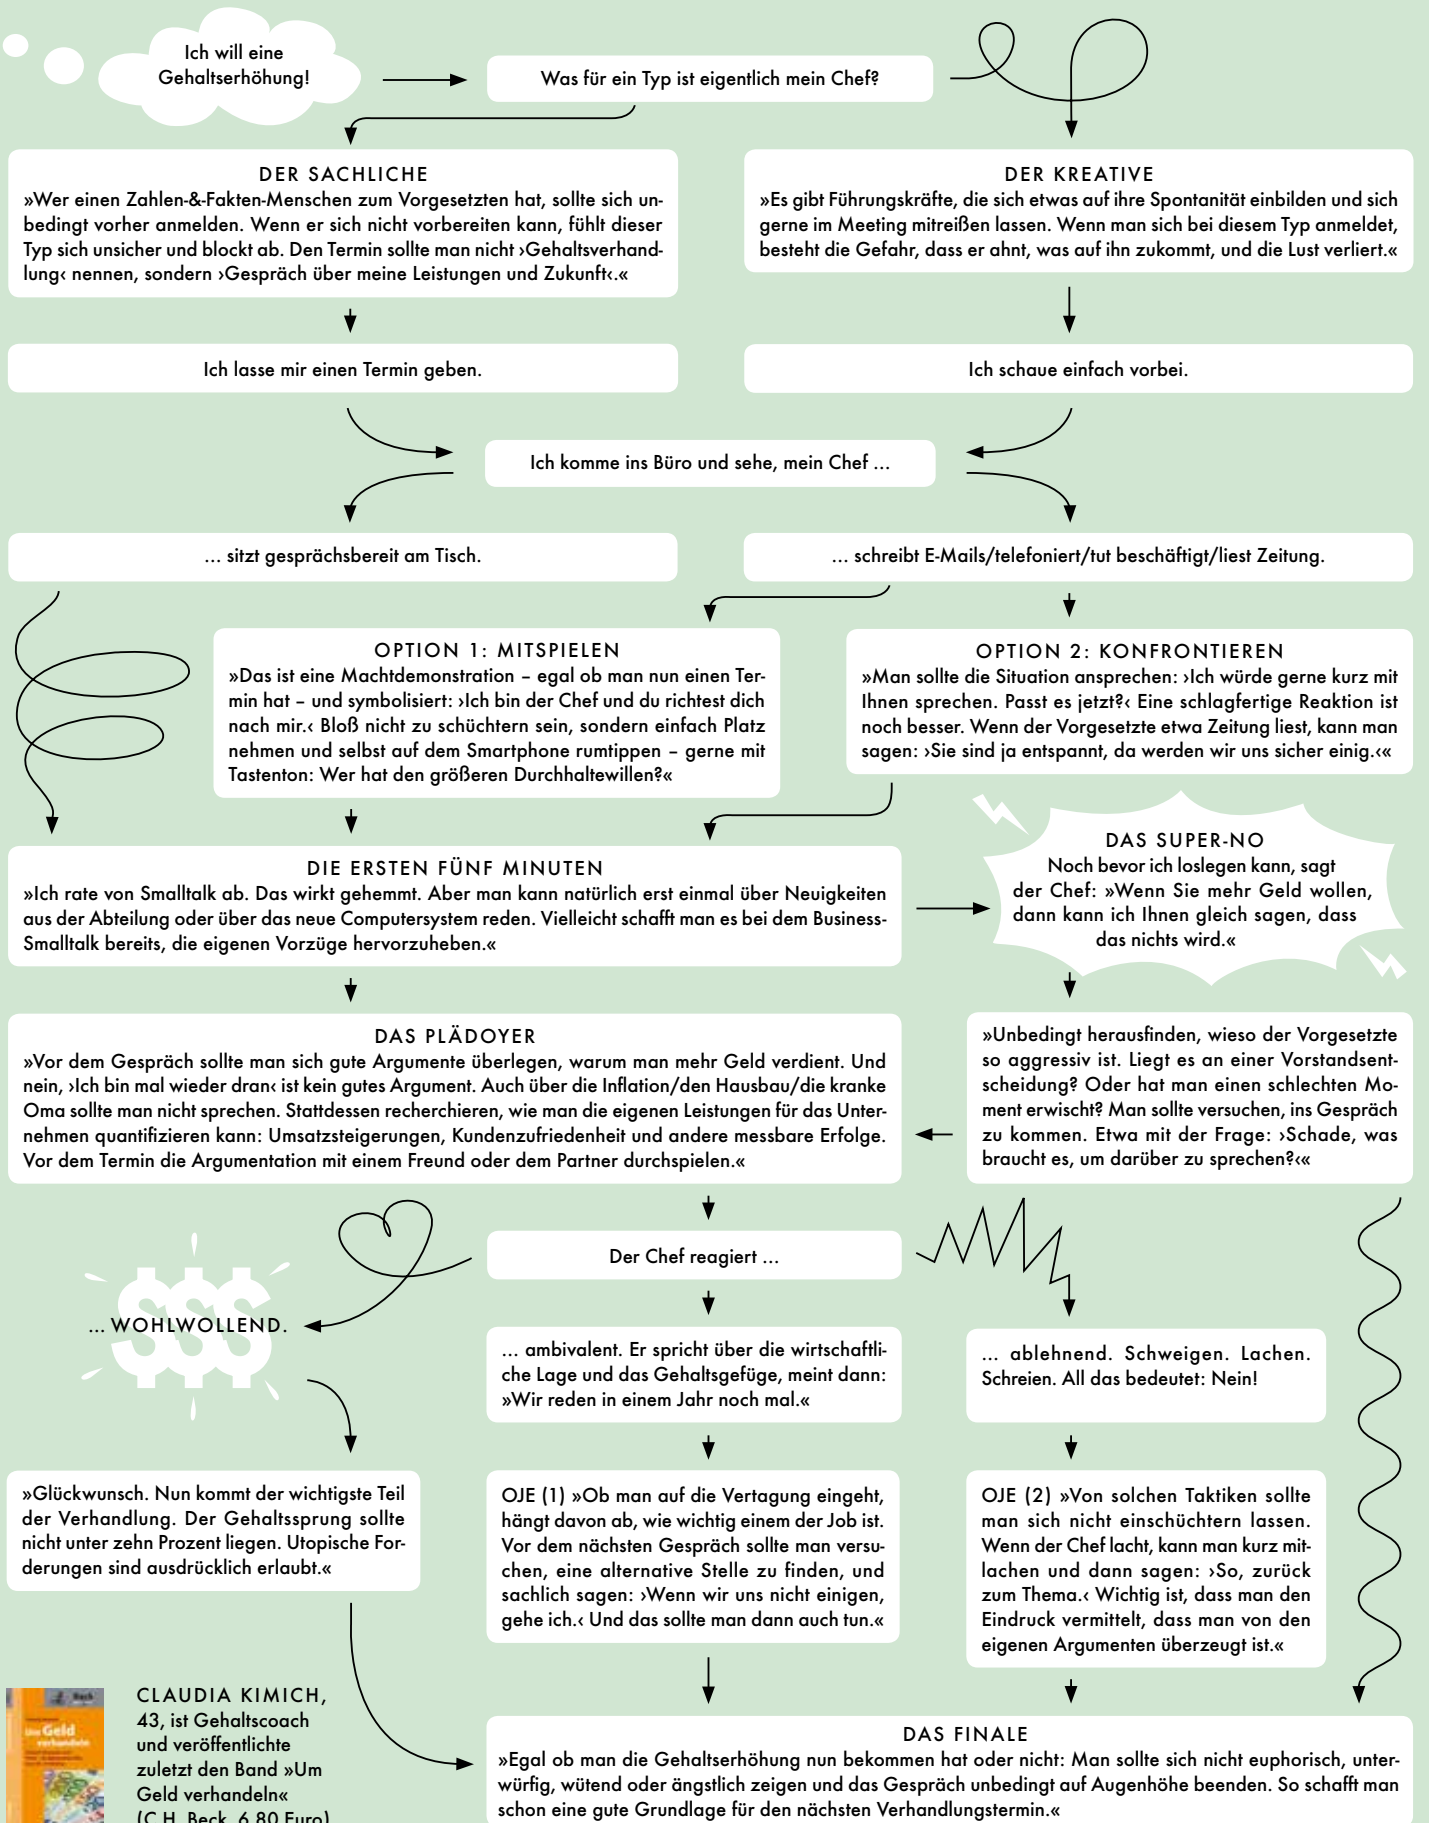 Ich will eine
Gehaltserhöhung!
Was für ein Typ ist eigentlich mein Chef?
DER SACHLICHE
»Wer einen Zahlen-&-Fakten-Menschen zum Vorgesetzten hat, sollte sich un-
bedingt vorher anmelden. Wenn er sich nicht vorbereiten kann, fühlt dieser
Typ sich unsicher und blockt ab. Den Termin sollte man nicht ›Gehaltsverhand-
lung‹ nennen, sondern ›Gespräch über meine Leistungen und Zukunft‹.«
DER KREATIVE
»Es gibt Führungskräfte, die sich etwas auf ihre Spontanität einbilden und sich
gerne im Meeting mitreißen lassen. Wenn man sich bei diesem Typ anmeldet,
besteht die Gefahr, dass er ahnt, was auf ihn zukommt, und die Lust verliert.«
Ich lasse mir einen Termin geben.
Ich schaue einfach vorbei.
Ich komme ins Büro und sehe, mein Chef ...
... sitzt gesprächsbereit am Tisch.
... schreibt E-Mails/telefoniert/tut beschäftigt/liest Zeitung.
OPTION 1: MITSPIELEN
»Das ist eine Machtdemonstration – egal ob man nun einen Ter-
min hat – und symbolisiert: ›Ich bin der Chef und du richtest dich
nach mir.‹ Bloß nicht zu schüchtern sein, sondern einfach Platz
nehmen und selbst auf dem Smartphone rumtippen – gerne mit
Tastenton: Wer hat den größeren Durchhaltewillen?«
OPTION 2: KONFRONTIEREN
»Man sollte die Situation ansprechen: ›Ich würde gerne kurz mit
Ihnen sprechen. Passt es jetzt?‹ Eine schlagfertige Reaktion ist
noch besser. Wenn der Vorgesetzte etwa Zeitung liest, kann man
sagen: ›Sie sind ja entspannt, da werden wir uns sicher einig.‹«
DIE ERSTEN FÜNF MINUTEN
»Ich rate von Smalltalk ab. Das wirkt gehemmt. Aber man kann natürlich erst einmal über Neuigkeiten
aus der Abteilung oder über das neue Computersystem reden. Vielleicht schafft man es bei dem Business-
Smalltalk bereits, die eigenen Vorzüge hervorzuheben.«
DAS SUPER-NO
Noch bevor ich loslegen kann, sagt
der Chef: »Wenn Sie mehr Geld wollen,
dann kann ich Ihnen gleich sagen, dass
das nichts wird.«
DAS PLÄDOYER
»Vor dem Gespräch sollte man sich gute Argumente überlegen, warum man mehr Geld verdient. Und
nein, ›Ich bin mal wieder dran‹ ist kein gutes Argument. Auch über die Inflation/den Hausbau/die kranke
Oma sollte man nicht sprechen. Stattdessen recherchieren, wie man die eigenen Leistungen für das Unter-
nehmen quantifizieren kann: Umsatzsteigerungen, Kundenzufriedenheit und andere messbare Erfolge.
Vor dem Termin die Argumentation mit einem Freund oder dem Partner durchspielen.«
»Unbedingt herausfinden, wieso der Vorgesetzte
so aggressiv ist. Liegt es an einer Vorstandsent-
scheidung? Oder hat man einen schlechten Mo-
ment erwischt? Man sollte versuchen, ins Gespräch
zu kommen. Etwa mit der Frage: ›Schade, was
braucht es, um darüber zu sprechen?‹«
Der Chef reagiert ...
$$$
... WOHLWOLLEND.
... ambivalent. Er spricht über die wirtschaftli-
che Lage und das Gehaltsgefüge, meint dann:
»Wir reden in einem Jahr noch mal.«
... ablehnend. Schweigen. Lachen.
Schreien. All das bedeutet: Nein!
»Glückwunsch. Nun kommt der wichtigste Teil
der Verhandlung. Der Gehaltssprung sollte
nicht unter zehn Prozent liegen. Utopische For-
derungen sind ausdrücklich erlaubt.«
OJE (1) »Ob man auf die Vertagung eingeht,
hängt davon ab, wie wichtig einem der Job ist.
Vor dem nächsten Gespräch sollte man versu-
chen, eine alternative Stelle zu finden, und
sachlich sagen: ›Wenn wir uns nicht einigen,
gehe ich.‹ Und das sollte man dann auch tun.«
OJE (2) »Von solchen Taktiken sollte
man sich nicht einschüchtern lassen.
Wenn der Chef lacht, kann man kurz mit-
lachen und dann sagen: ›So, zurück
zum Thema.‹ Wichtig ist, dass man den
Eindruck vermittelt, dass man von den
eigenen Argumenten überzeugt ist.«
Beck
Um Geld
verhandeln
CLAUDIA KIMICH,
43, ist Gehaltscoach
und veröffentlichte
zuletzt den Band »Um
Geld verhandeln«
(C.H. Beck, 6,80 Euro)
DAS FINALE
»Egal ob man die Gehaltserhöhung nun bekommen hat oder nicht: Man sollte sich nicht euphorisch, unter-
würfig, wütend oder ängstlich zeigen und das Gespräch unbedingt auf Augenhöhe beenden. So schafft man
schon eine gute Grundlage für den nächsten Verhandlungstermin.«